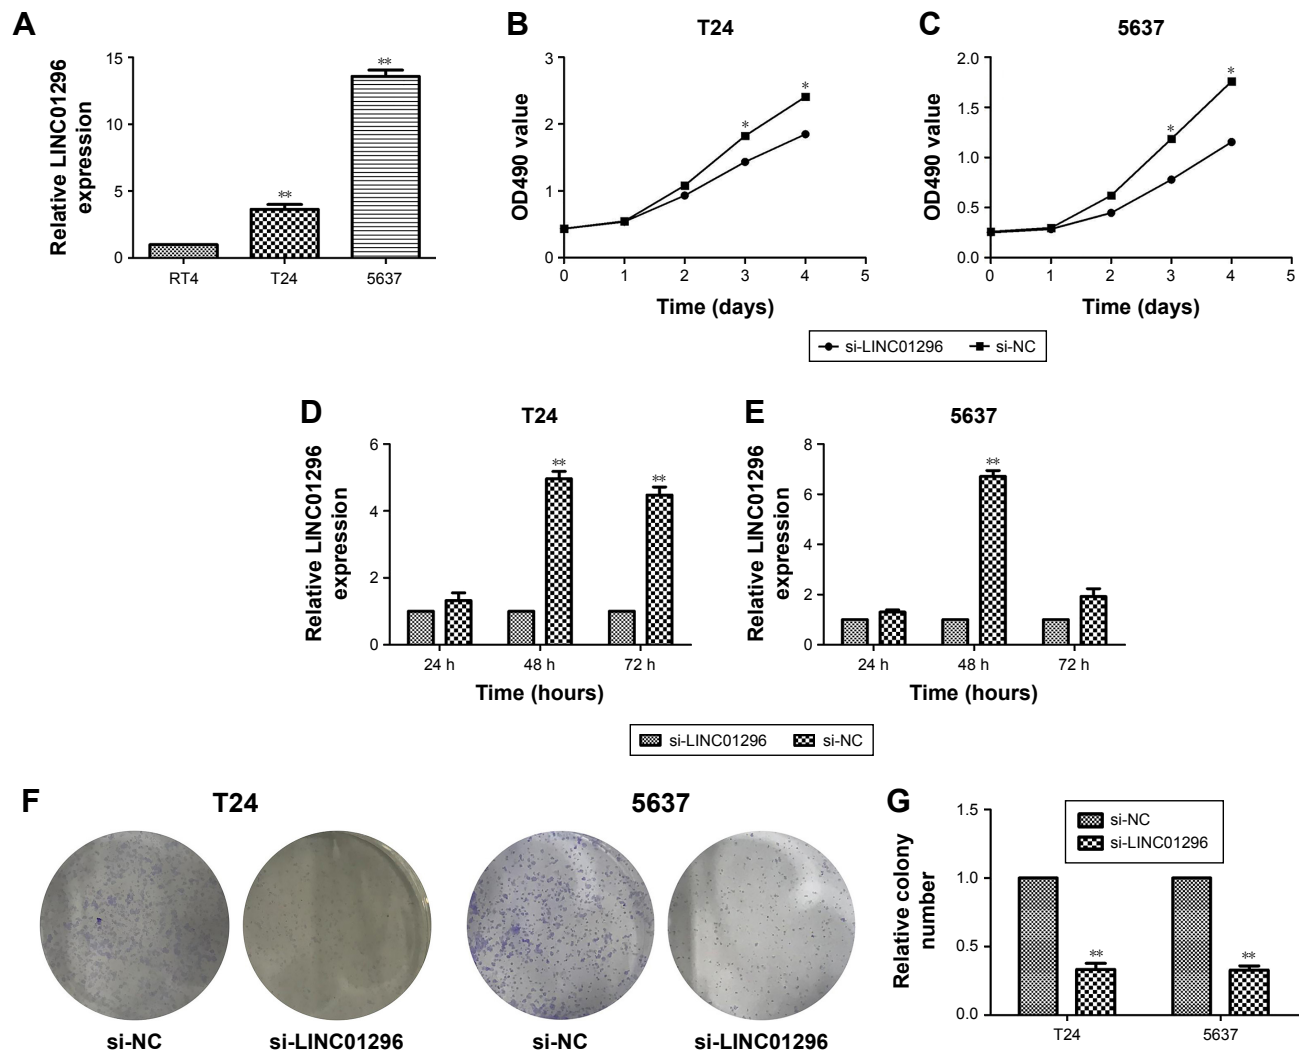 A
Relative LINC01296
expression
15
10
5
0
**
**
RT4
T24
5637
B
T24
OD490 value
3
2
1
0
*
*
0
1
2
3
4
5
Time (days)
C
5637
OD490 value
2.0
1.5
1.0
0.5
0.0
*
*
0
1
2
3
4
5
Time (days)
si-LINC01296
si-NC
D
T24
Relative LINC01296
expression
6
4
2
0
**
**
24 h
48 h
72 h
Time (hours)
E
5637
Relative LINC01296
expression
8
6
4
2
0
**
24 h
48 h
72 h
Time (hours)
si-LINC01296
si-NC
F
T24
5637
si-NC
si-LINC01296
si-NC
si-LINC01296
G
Relative colony
number
1.5
1.0
0.5
0.0
si-NC
si-LINC01296
**
**
T24
5637